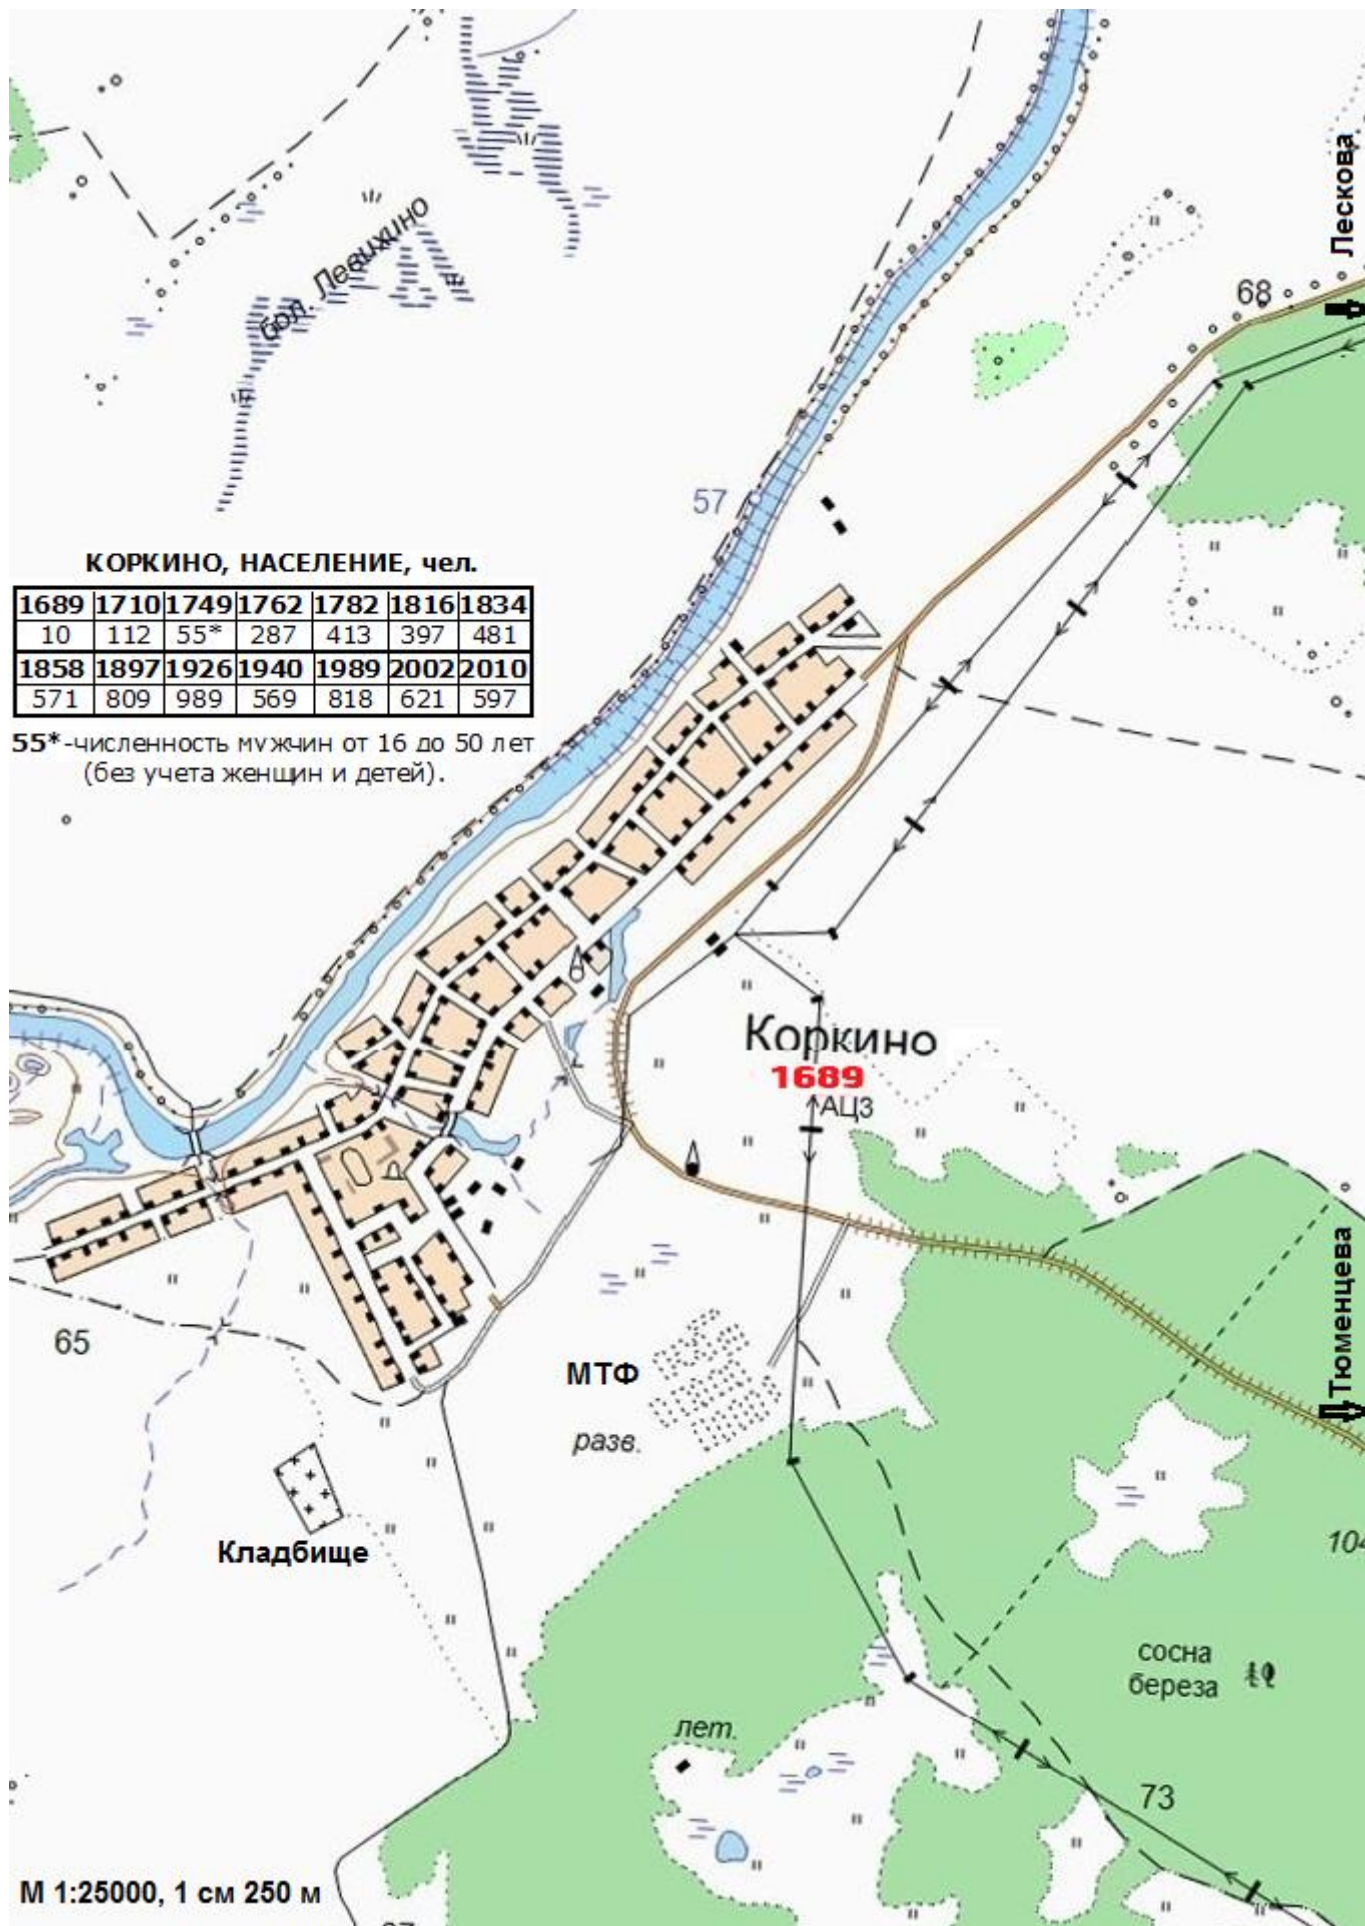 Лескова
68
бол. Левихино
57
КОРКИНО, НАСЕЛЕНИЕ, чел.
1689 1710 1749 1762 1782 1816 1834
10 112 55* 287 413 397 481
1858 1897 1926 1940 1989 2002 2010
571 809 989 569 818 621 597
55*-численность мужчин от 16 до 50 лет
(без учета женщин и детей).
Коркино
1689
АЦЗ
65
Тюменцева
МТФ
разв.
104
Кладбище
сосна
береза
лет.
73
М 1:25000, 1 см 250 м